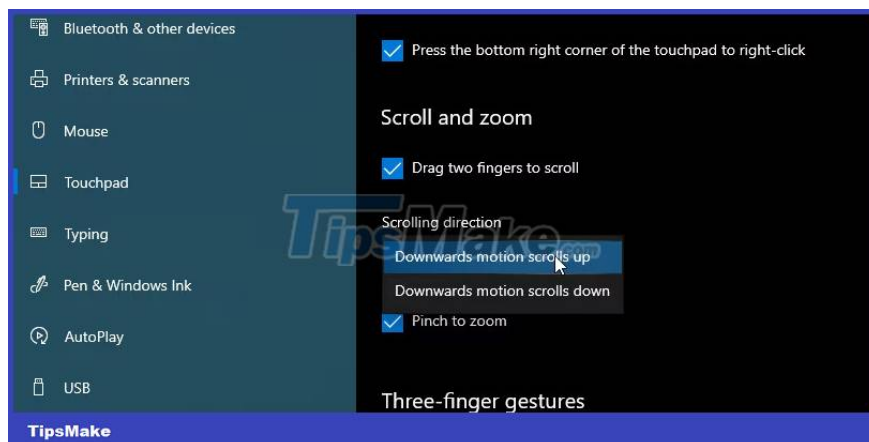 Bluetooth & other devices
Printers & scanners
Mouse
Touchpad
Typing
Pen & Windows Ink
AutoPlay
USB
Press the bottom right corner of the touchpad to right-click
Scroll and zoom
Drag two fingers to scroll
Scrolling direction
Downwards motion scrolls up
Downwards motion scrolls down
Pinch to zoom
Three-finger gestures
TipsMake.com
TipsMake